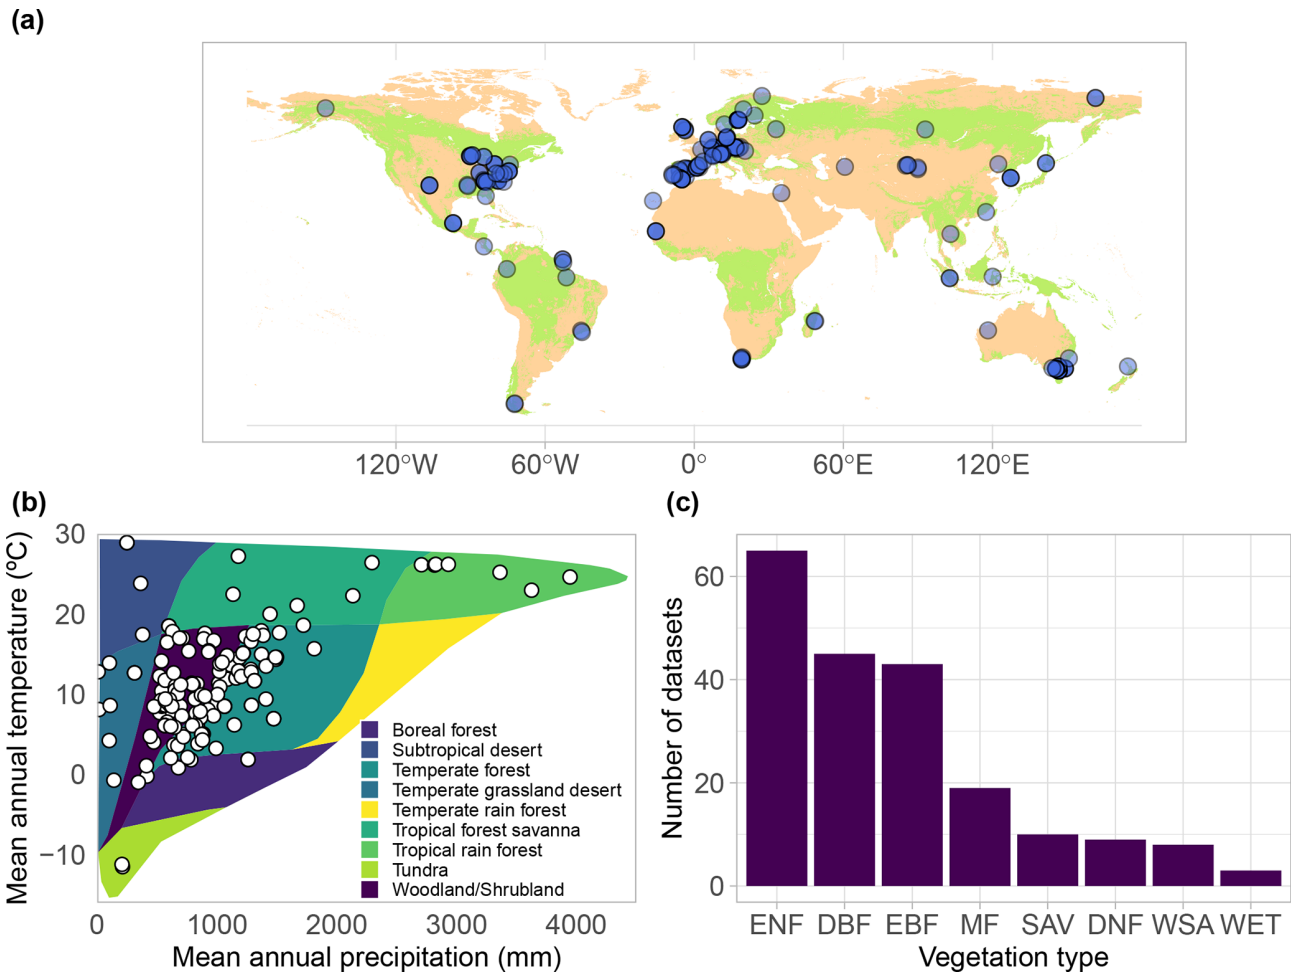 (a)
120°W 60°W 0° 60°E 120°E
(b)
Mean annual temperature (ºC)
30
20
10
0
−10
Boreal forest
Subtropical desert
Temperate forest
Temperate grassland desert
Temperate rain forest
Tropical forest savanna
Tropical rain forest
Tundra
Woodland/Shrubland
0 1000 2000 3000 4000
Mean annual precipitation (mm)
(c)
Number of datasets
60
40
20
0
ENF DBF EBF MF SAV DNF WSA WET
Vegetation type